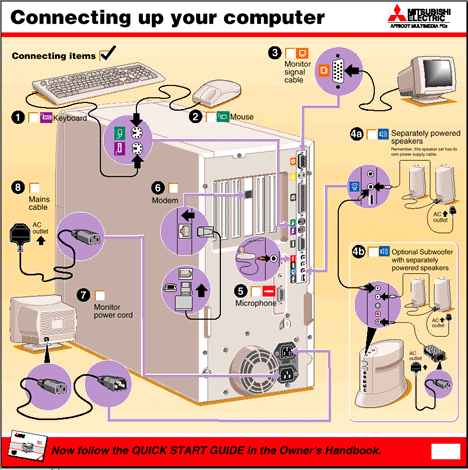 Connecting up your computer
MITSUBISHI
ELECTRIC
APRICOT MULTIMEDIA PCs
Connecting items
3 Monitor
signal
cable
1 Keyboard
2 Mouse
4a Separately powered
speakers
Remember, this speaker set has its
own power supply cable.
8 Mains
cable
AC
outlet
6
Modem
AC
outlet
4b Optional Subwoofer
with separately
powered speakers
7 Monitor
power cord
5
Microphone
AC
outlet
AC
outlet
Now follow the QUICK START GUIDE in the Owner's Handbook.